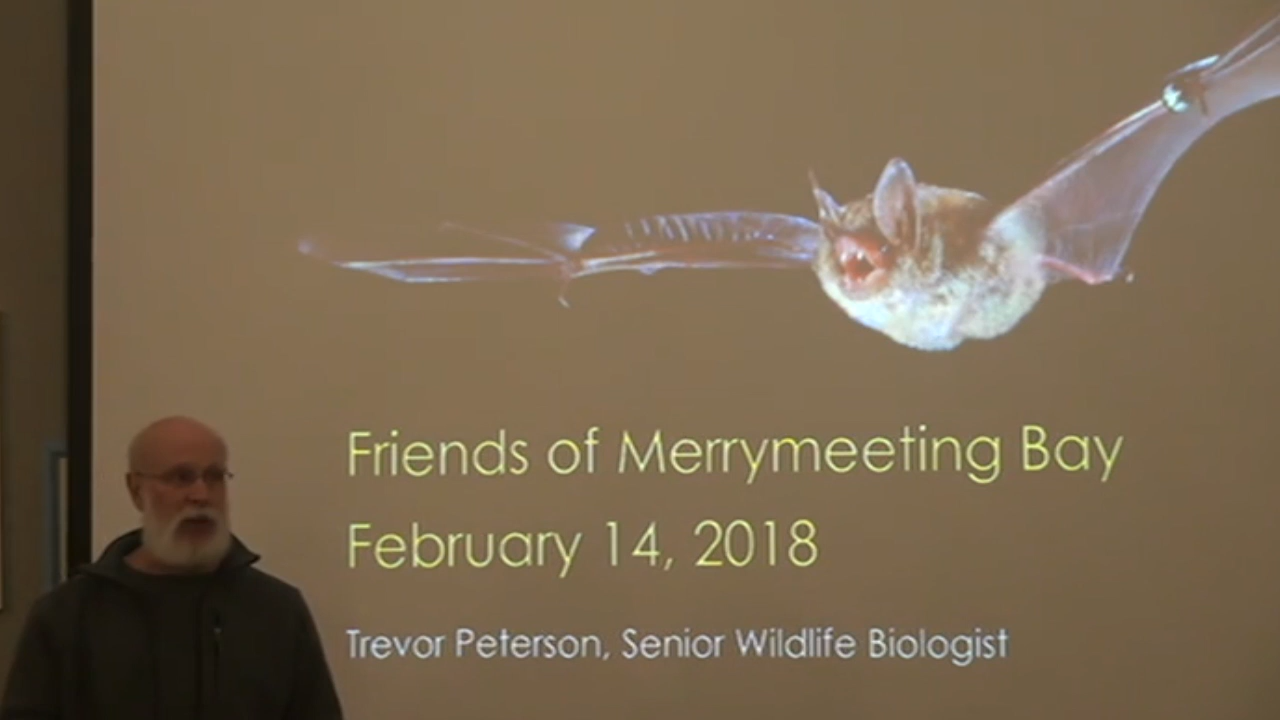 Friends of Merrymeeting Bay
February 14, 2018
Trevor Peterson, Senior Wildlife Biologist